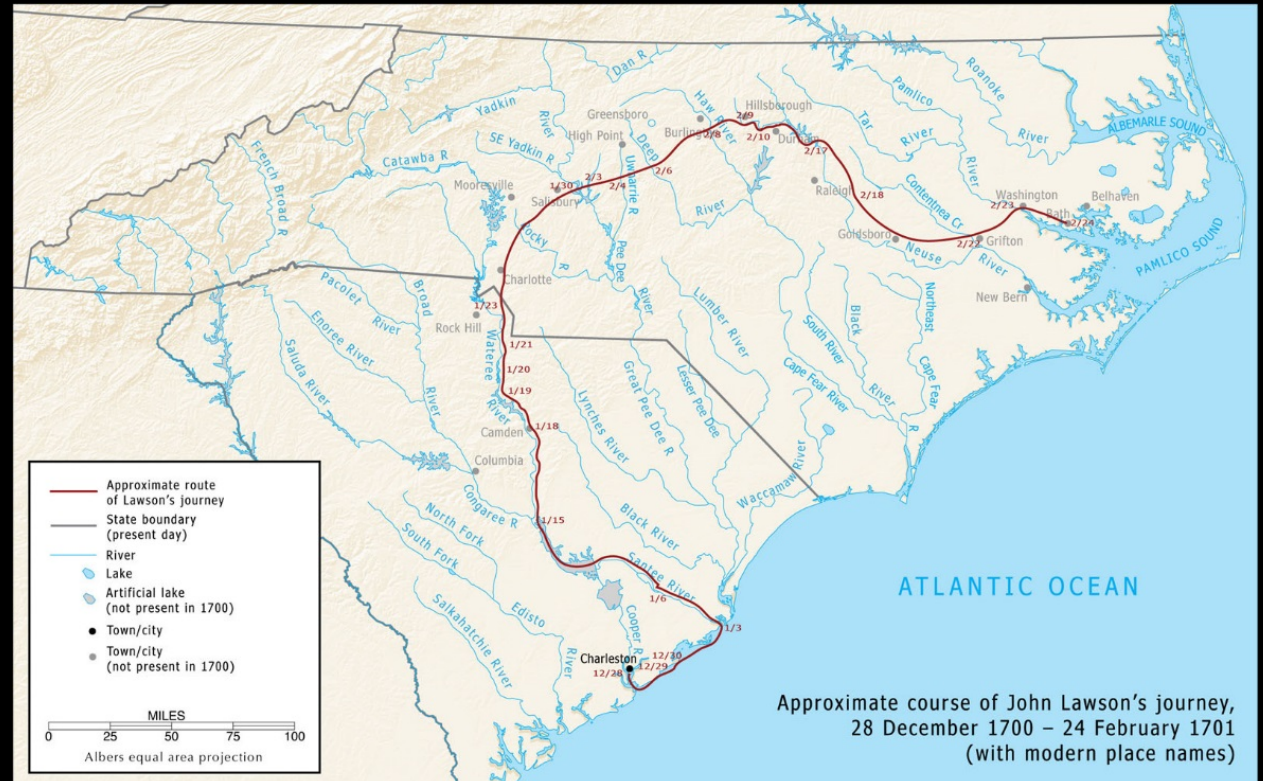 Roanoke
River
Dan R
Pamlico
Tar
River
River
ALBEMARLE SOUND
Yadkin
River
Greensboro
High Point
Haw River
Hillsborough
2/9
Burlington
2/8
2/10
Durham
2/17
Deep
River
French Broad R
Catawba R
SE Yadkin R
Mooresville
1/30
Salisbury
2/3
2/4
2/6
Uwharrie R
Raleigh
2/18
Contentnea Cr
Washington
2/23
Bath
2/24
Belhaven
Rocky
R
Pee Dee
River
Goldsboro
Neuse
River
2/22
Grifton
PAMLICO SOUND
New Bern
Charlotte
Pacolet
River
Broad
River
Enoree River
Saluda River
1/23
Rock Hill
Wateree
River
1/21
1/20
1/19
Lumber River
South River
Black
River
Northeast
Cape Fear
R
Cape Fear River
Great Pee Dee R
Lesser Pee Dee
Lynches River
Camden
1/18
Columbia
Congaree R
Waccamaw River
1/15
Black River
North Fork
South Fork
Edisto
River
Salkahatchie River
Santee River
1/6
Cooper R
1/3
Charleston
12/28
12/29
12/30
ATLANTIC OCEAN
Approximate route
of Lawson's journey
State boundary
(present day)
River
Lake
Artificial lake
(not present in 1700)
Town/city
Town/city
(not present in 1700)
MILES
0 25 50 75 100
Albers equal area projection
Approximate course of John Lawson's journey,
28 December 1700 – 24 February 1701
(with modern place names)